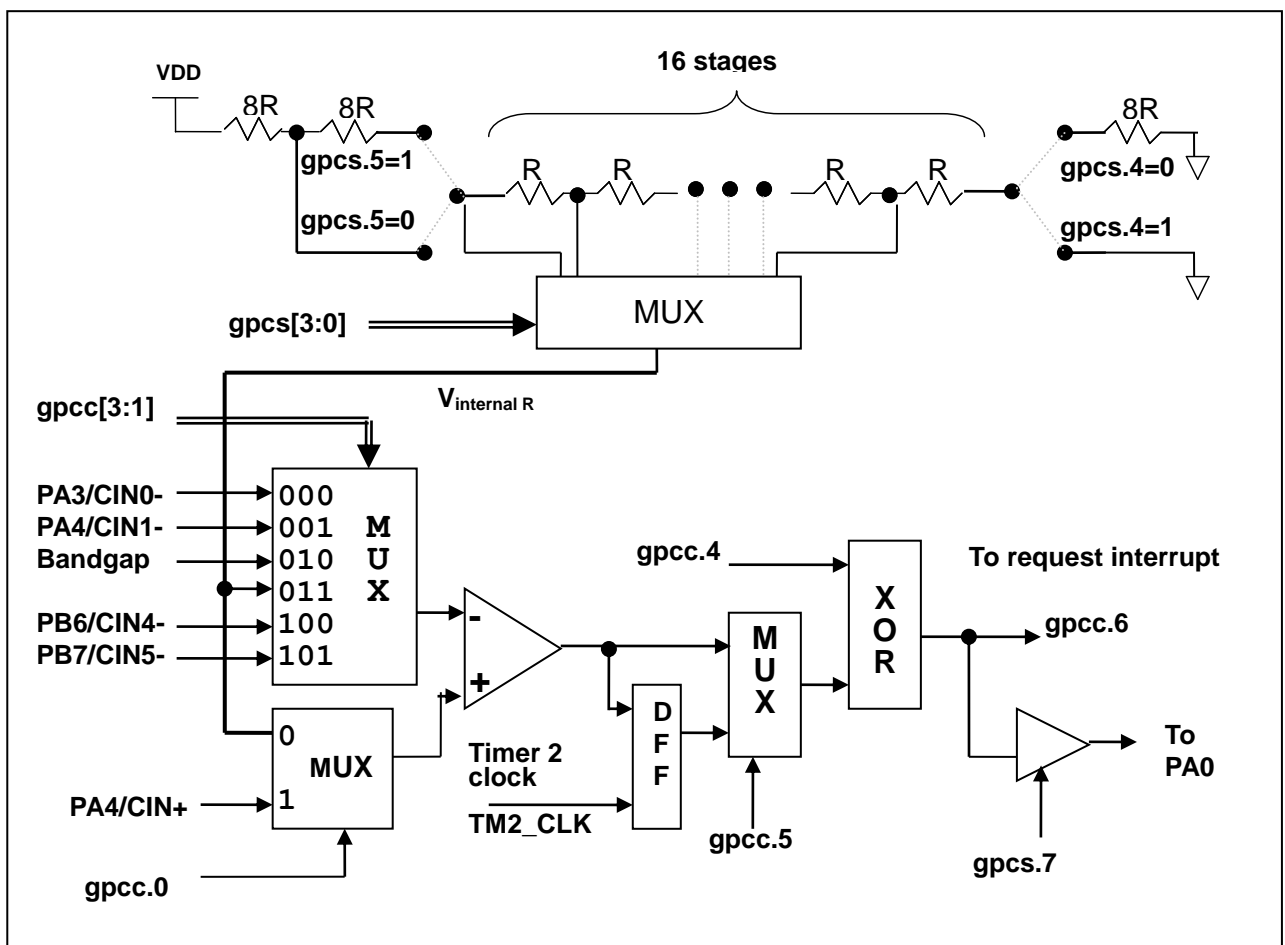 16 stages
VDD
8R
8R
8R
gpcs.5=1
R
R
R
R
gpcs.4=0
gpcs.5=0
gpcs.4=1
MUX
gpcs[3:0]
Vinternal R
gpcc[3:1]
PA3/CIN0-
000
PA4/CIN1-
001
Bandgap
010
011
PB6/CIN4-
100
PB7/CIN5-
101
M
U
X
-
+
gpcc.4
To request interrupt
X
O
R
gpcc.6
M
U
X
D
F
F
0
MUX
1
Timer 2
clock
TM2_CLK
To
PA0
PA4/CIN+
gpcc.5
gpcs.7
gpcc.0